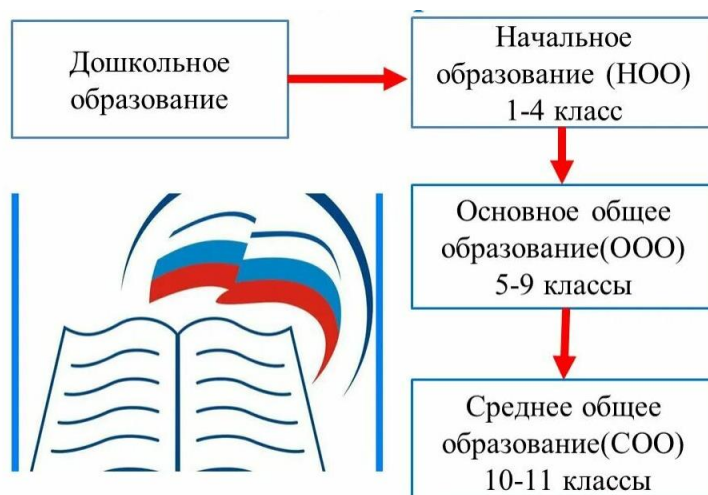 Дошкольное
образование
Начальное
образование (НОО)
1-4 класс
Основное общее
образование(ООО)
5-9 классы
Среднее общее
образование(СОО)
10-11 классы